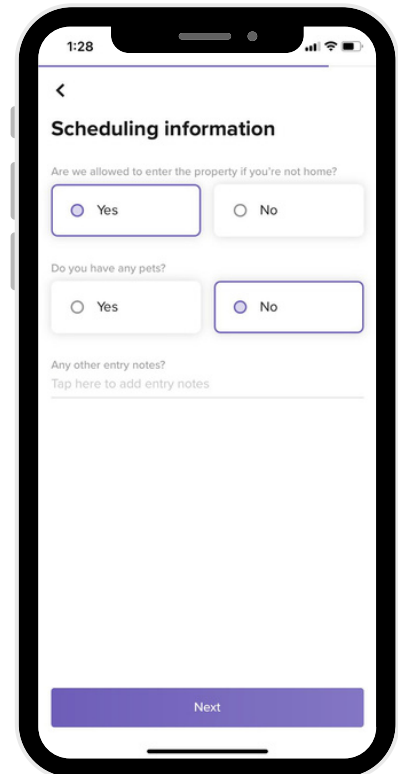 1:28
Scheduling information
Are we allowed to enter the property if you're not home?
Yes
No
Do you have any pets?
Yes
No
Any other entry notes?
Tap here to add entry notes
Next